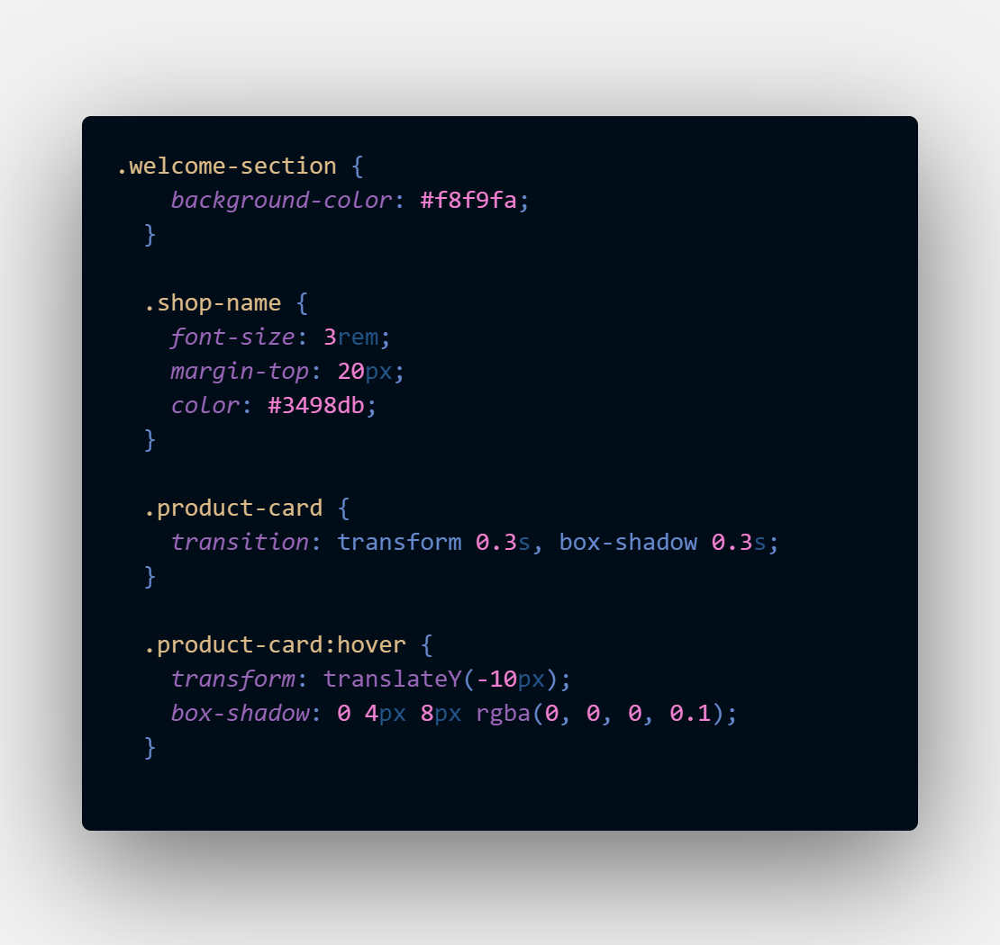 .welcome-section {
    background-color: #f8f9fa;
  }

  .shop-name {
    font-size: 3rem;
    margin-top: 20px;
    color: #3498db;
  }

  .product-card {
    transition: transform 0.3s, box-shadow 0.3s;
  }

  .product-card:hover {
    transform: translateY(-10px);
    box-shadow: 0 4px 8px rgba(0, 0, 0, 0.1);
  }